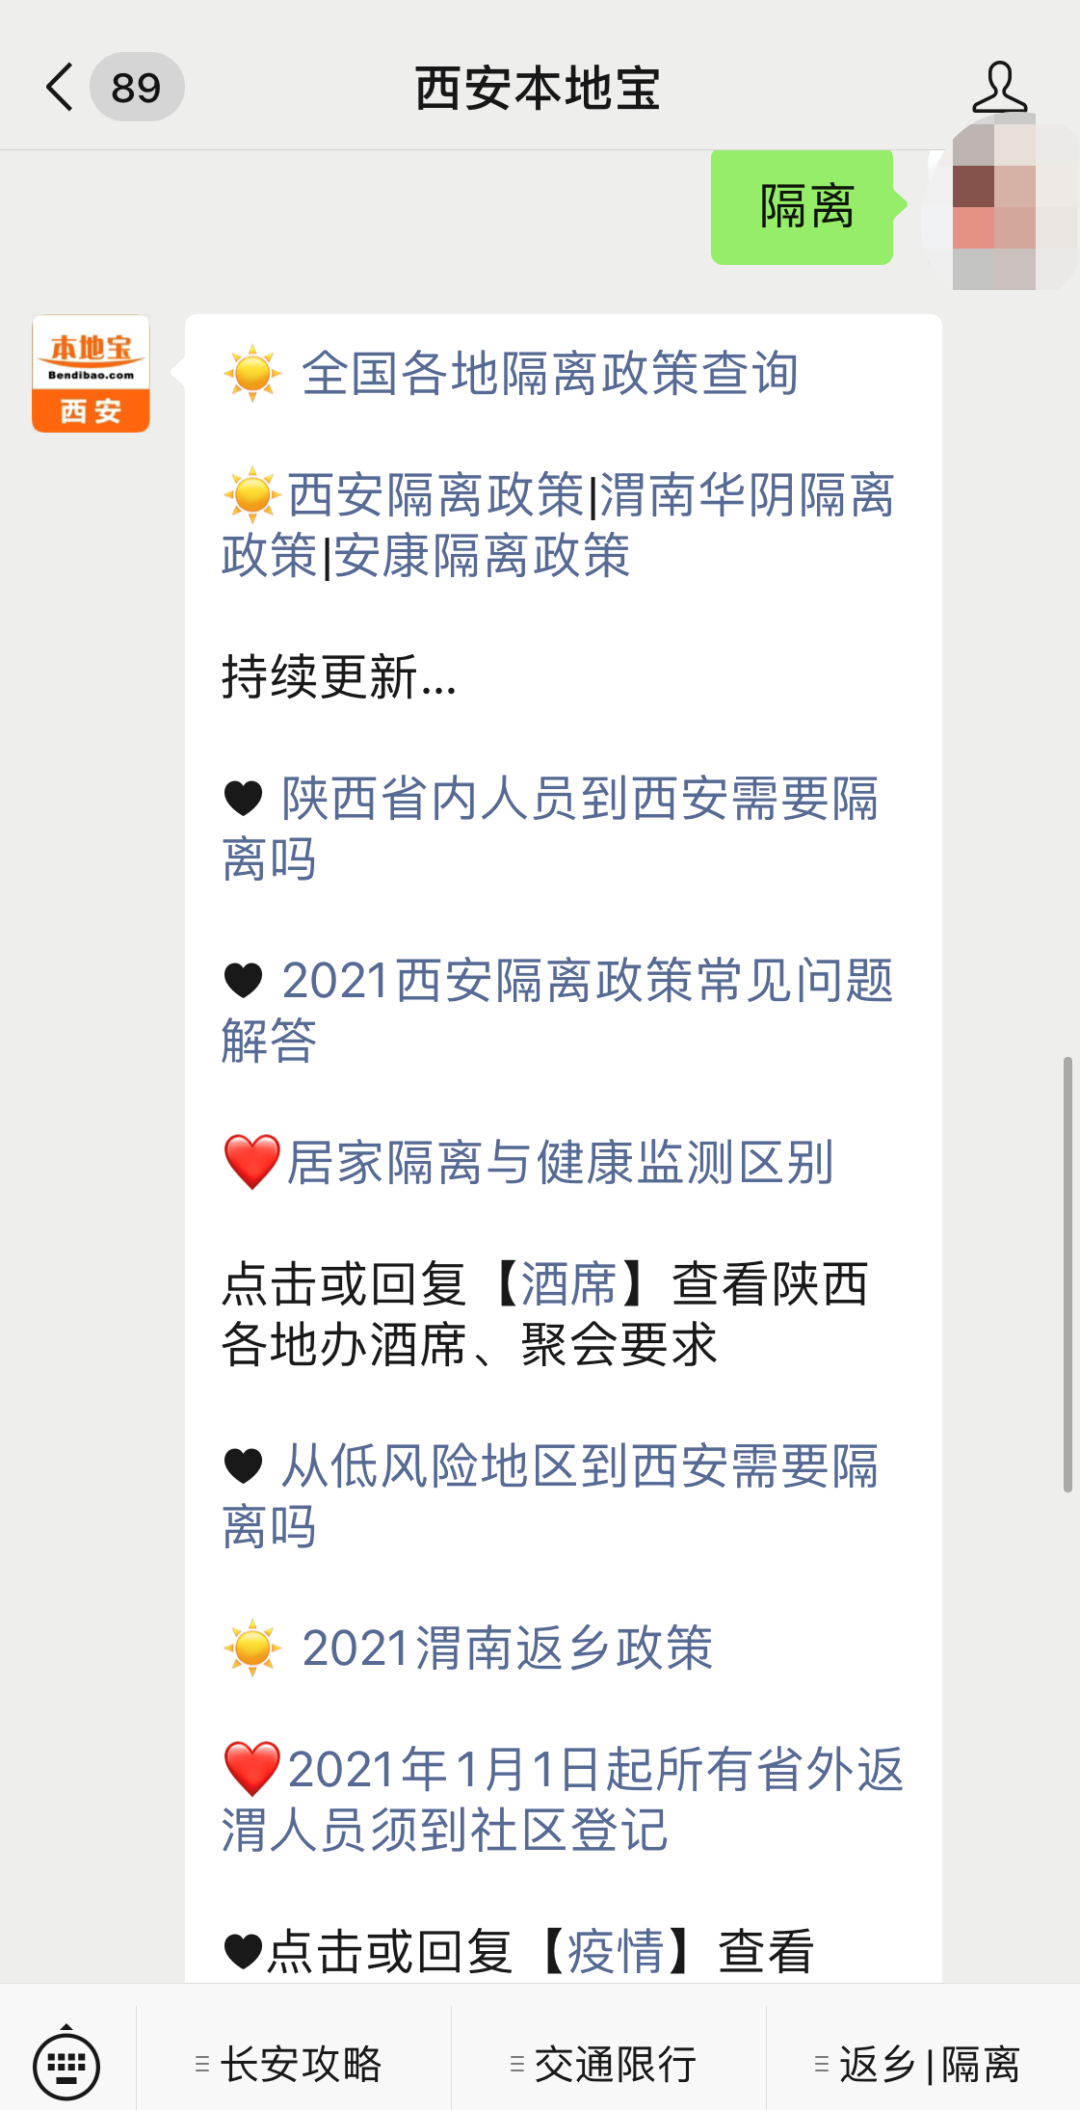 89
西安本地宝
隔离
本地宝
Bendibao.com
西安
☀️ 全国各地隔离政策查询
☀️西安隔离政策|渭南华阴隔离
政策|安康隔离政策
持续更新...
♥ 陕西省内人员到西安需要隔
离吗
♥ 2021西安隔离政策常见问题
解答
❤️居家隔离与健康监测区别
点击或回复【酒席】查看陕西
各地办酒席、聚会要求
♥ 从低风险地区到西安需要隔
离吗
☀️ 2021渭南返乡政策
❤️2021年1月1日起所有省外返
渭人员须到社区登记
♥点击或回复【疫情】查看
长安攻略
交通限行
返乡|隔离